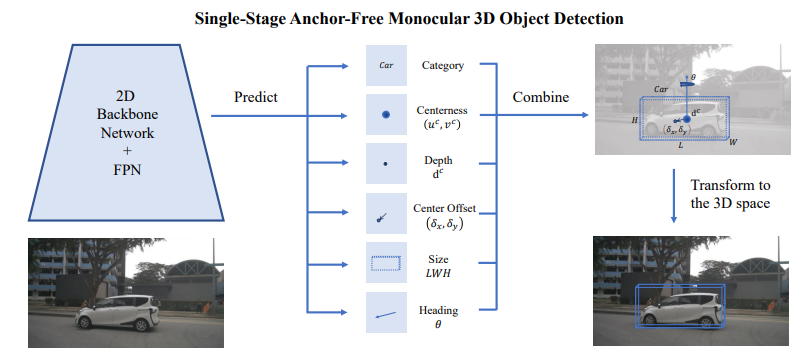 Single-Stage Anchor-Free Monocular 3D Object Detection
2D
Backbone
Network
+
FPN
Predict
Car
Category
Centerness
(u^c, v^c)
Depth
d^c
Center Offset
(δ_x, δ_y)
Size
LWH
Heading
θ
Combine
θ
Car
H
d^c
(δ_x, δ_y)
L
W
Transform to
the 3D space